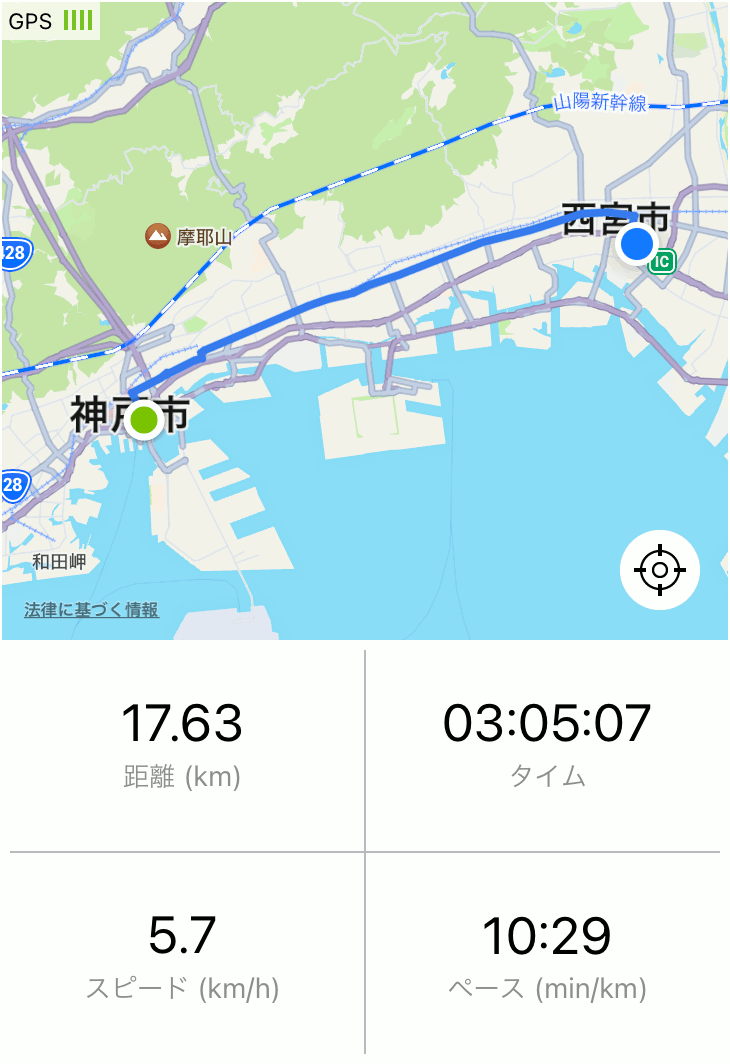 GPS
山陽新幹線
西宮市
摩耶山
IC
神戸市
28
和田岬
法律に基づく情報
17.63
03:05:07
距離 (km)
タイム
5.7
10:29
スピード (km/h)
ペース (min/km)